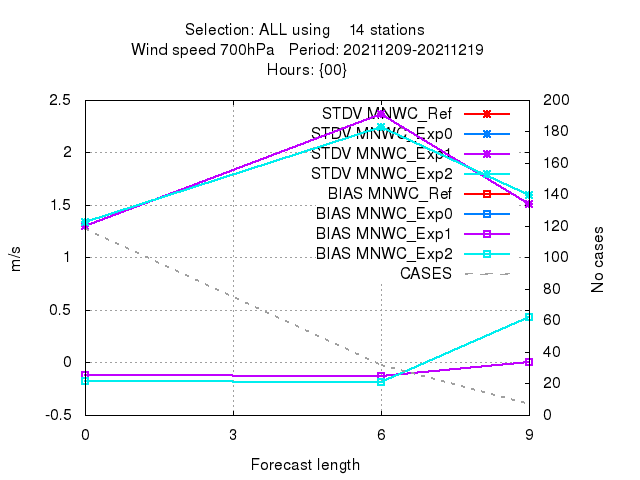 Selection: ALL using    14 stations
Wind speed 700hPa   Period: 20211209-20211219
Hours: {00}
2.5
2
1.5
1
0.5
0
-0.5
200
180
160
140
120
100
80
60
40
20
0
STDV MNWC_Ref
STDV MNWC_Exp0
STDV MNWC_Exp1
STDV MNWC_Exp2
BIAS MNWC_Ref
BIAS MNWC_Exp0
BIAS MNWC_Exp1
BIAS MNWC_Exp2
CASES
m/s
No cases
0 3 6 9
Forecast length